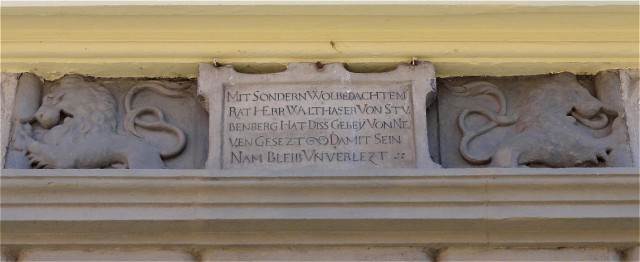 MIT SONDERN WOLBEDACHTEM
RAT HERR WALTHASER VON STV
BENBERG HAT DISS GEBEV VON NE
VEN GESEZT DAMIT SEIN
NAM BLEIB VNVERLEZT